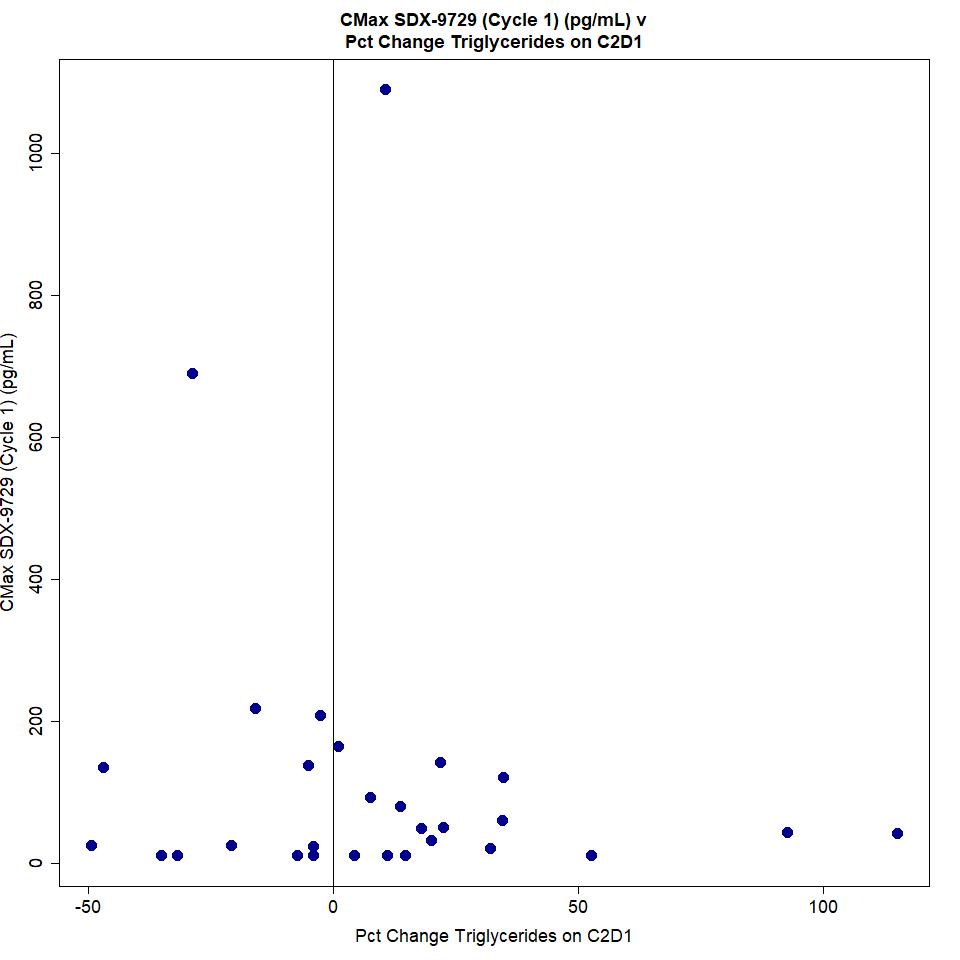 CMax SDX-9729 (Cycle 1) (pg/mL) v
Pct Change Triglycerides on C2D1
CMax SDX-9729 (Cycle 1) (pg/mL)
1000
800
600
400
200
0
-50
0
50
100
Pct Change Triglycerides on C2D1